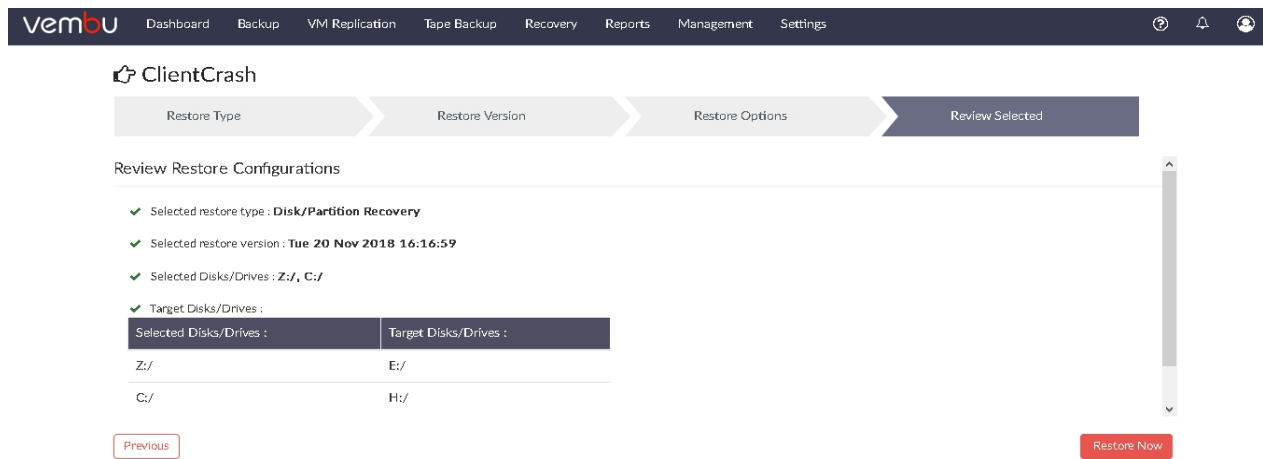 vembu Dashboard Backup VM Replication Tape Backup Recovery Reports Management Settings
ClientCrash
Restore Type Restore Version Restore Options Review Selected
Review Restore Configurations
Selected restore type : Disk/Partition Recovery
Selected restore version : Tue 20 Nov 2018 16:16:59
Selected Disks/Drives : Z:/, C:/
Target Disks/Drives :
Selected Disks/Drives : Target Disks/Drives :
Z:/ E:/
C:/ H:/
Previous Restore Now